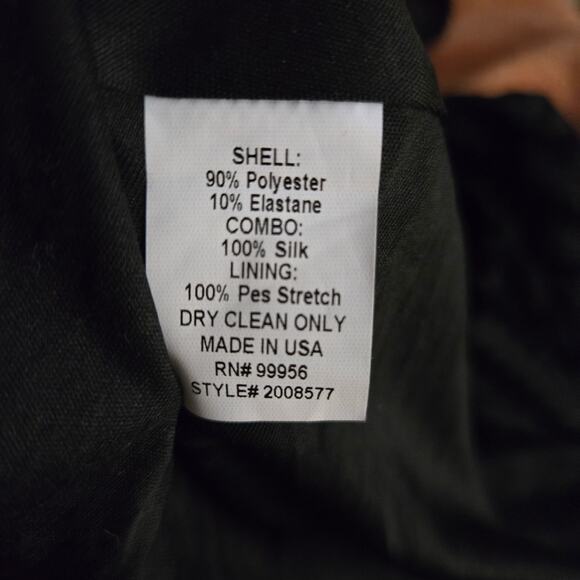 SHELL:
90% Polyester
10% Elastane
COMBO:
100% Silk
LINING:
100% Pes Stretch
DRY CLEAN ONLY
MADE IN USA
RN# 99956
STYLE# 2008577